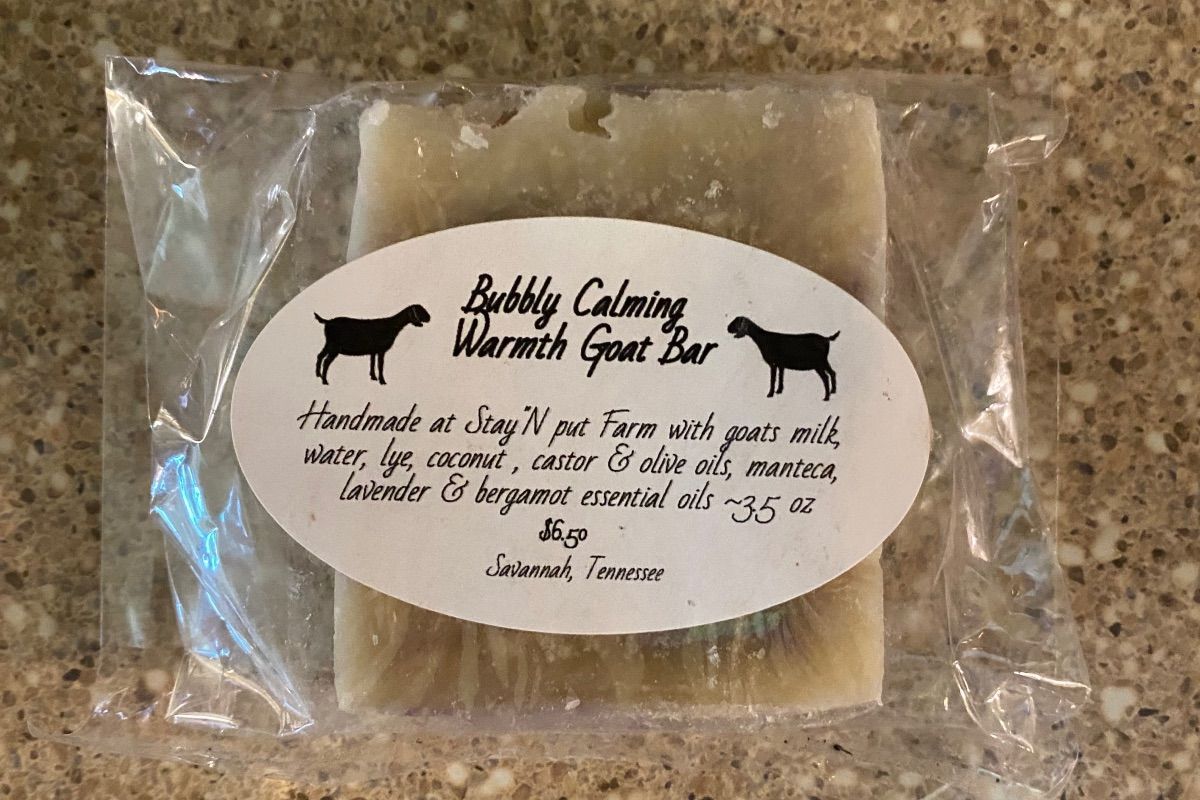 Bubbly Calming
Warmth Goat Bar
Handmade at Stay"N put Farm with goats milk,
water, lye, coconut , castor & olive oils, manteca,
lavender & bergamot essential oils ~3.5 oz
$6.50
Savannah, Tennessee